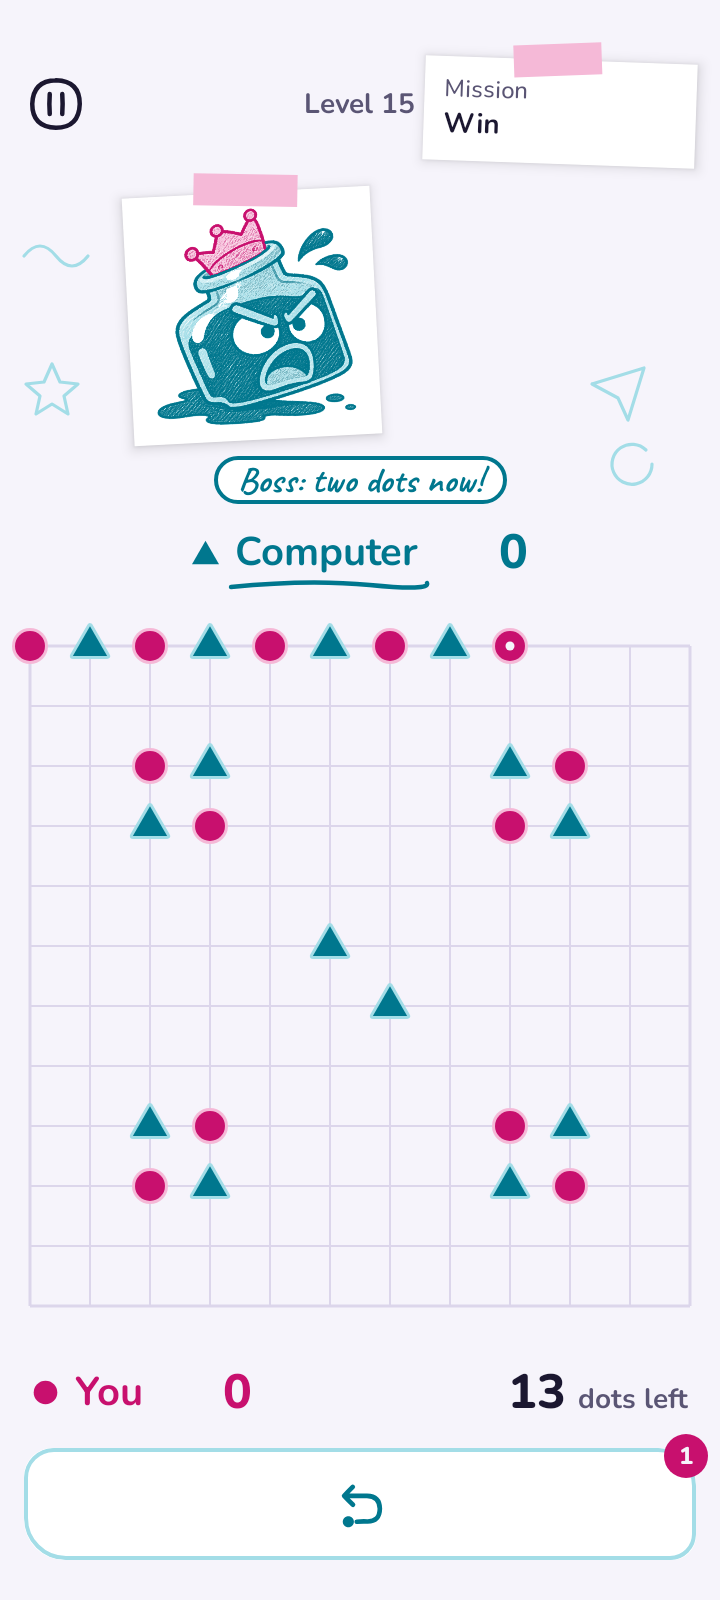 Level 15
Mission
Win
Boss: two dots now!
Computer 0
You 0
13 dots left
1